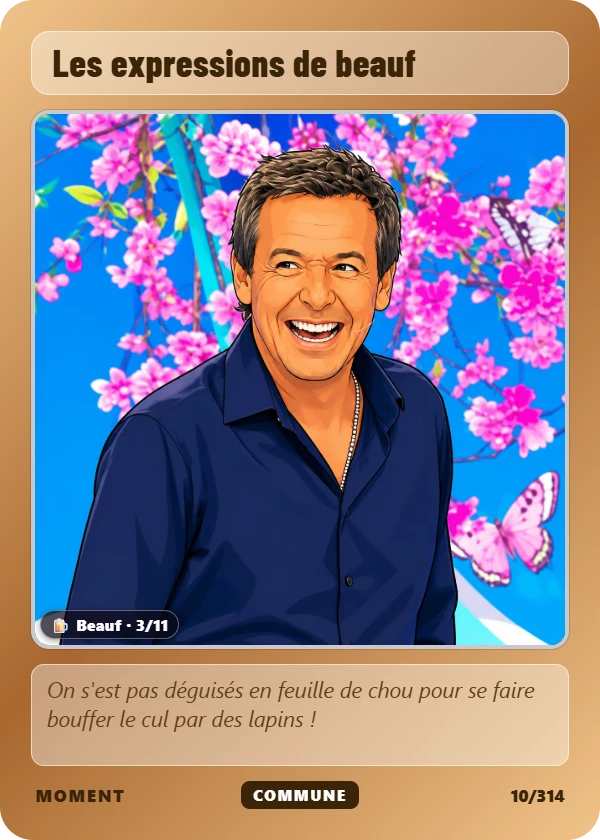 Les expressions de beauf
Beauf · 3/11
On s'est pas déguisés en feuille de chou pour se faire
bouffer le cul par des lapins !
MOMENT
COMMUNE
10/314